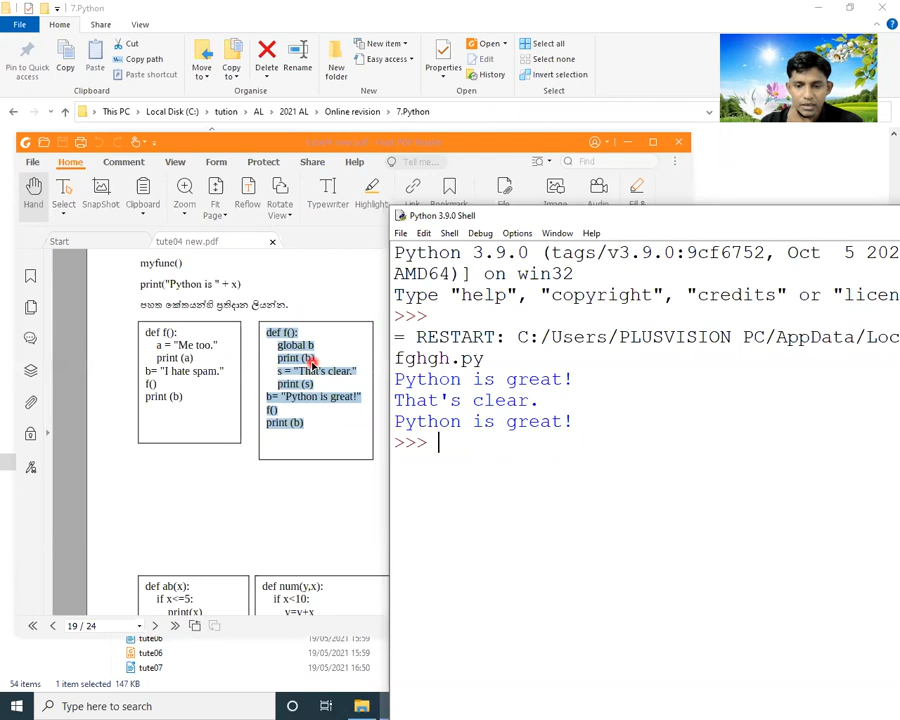 7.Python
File Home Share View
Pin to Quick access
Copy
Paste
Cut
Copy path
Paste shortcut
Move to
Copy to
Delete
Rename
New folder
New item
Easy access
Properties
Open
Edit
History
Select all
Select none
Invert selection
Clipboard
Organise
New
Open
Select
This PC > Local Disk (C:) > tution > AL > 2021 AL > Online revision > 7.Python
File Home Comment View Form Protect Share Help Tell me... Find
Hand
Select
SnapShot
Clipboard
Zoom
Fit Page
Reflow
Rotate View
Typewriter
Highlight
Start
tute04 new.pdf
myfunc()
print("Python is " + x)
පහත කේතයන්හි ප්‍රතිදාන ලියන්න.
def f():
a = "Me too."
print (a)
b= "I hate spam."
f()
print (b)
def f():
global b
print (b)
s = "That's clear."
print (s)
b= "Python is great!"
f()
print (b)
def ab(x):
if x<=5:
print(x)
def num(y,x):
if x<10:
y=y+x
19 / 24
tute06 19/05/2021 15:59
tute06 19/05/2021 15:59
tute07 19/05/2021 16:50
54 items 1 item selected 147 KB
Type here to search
Python 3.9.0 Shell
File Edit Shell Debug Options Window Help
Python 3.9.0 (tags/v3.9.0:9cf6752, Oct 5 202
AMD64)] on win32
Type "help", "copyright", "credits" or "licen
>>>
= RESTART: C:/Users/PLUSVISION PC/AppData/Loc
fghgh.py
Python is great!
That's clear.
Python is great!
>>>